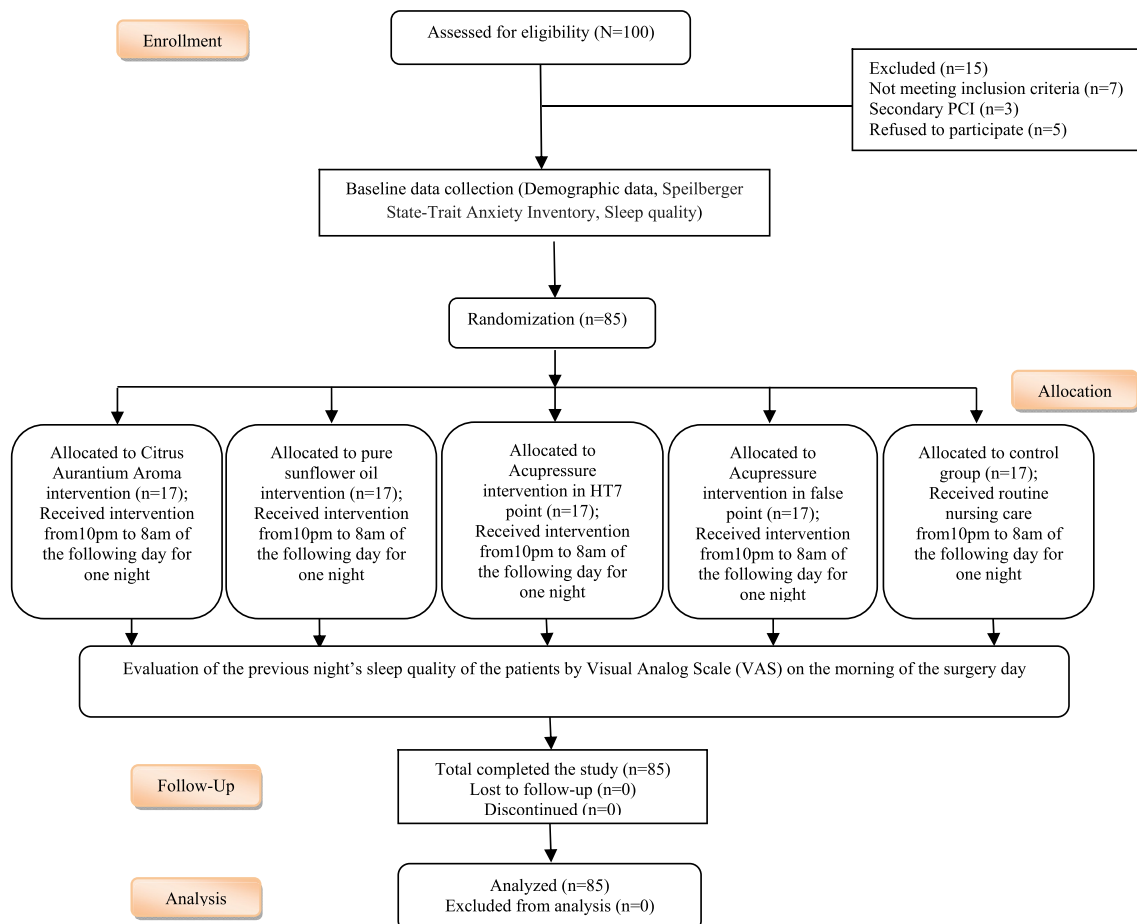 Enrollment
Assessed for eligibility (N=100)
Excluded (n=15)
Not meeting inclusion criteria (n=7)
Secondary PCI (n=3)
Refused to participate (n=5)
Baseline data collection (Demographic data, Speilberger
State-Trait Anxiety Inventory, Sleep quality)
Randomization (n=85)
Allocation
Allocated to Citrus
Aurantium Aroma
intervention (n=17);
Received intervention
from10pm to 8am of
the following day for
one night
Allocated to pure
sunflower oil
intervention (n=17);
Received intervention
from10pm to 8am of
the following day for
one night
Allocated to
Acupressure
intervention in HT7
point (n=17);
Received intervention
from10pm to 8am of
the following day for
one night
Allocated to
Acupressure
intervention in false
point (n=17);
Received intervention
from10pm to 8am of
the following day for
one night
Allocated to control
group (n=17);
Received routine
nursing care
from10pm to 8am of
the following day for
one night
Evaluation of the previous night’s sleep quality of the patients by Visual Analog Scale (VAS) on the morning of the surgery day
Follow-Up
Total completed the study (n=85)
Lost to follow-up (n=0)
Discontinued (n=0)
Analysis
Analyzed (n=85)
Excluded from analysis (n=0)